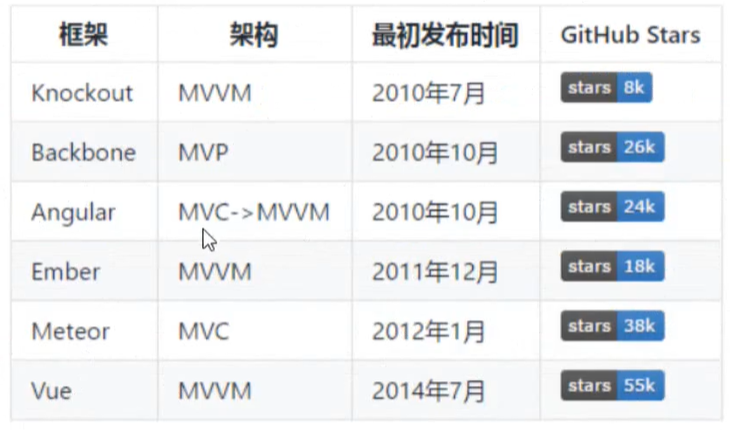 框架 架构 最初发布时间 GitHub Stars
Knockout MVVM 2010年7月 stars 8k
Backbone MVP 2010年10月 stars 26k
Angular MVC->MVVM 2010年10月 stars 24k
Ember MVVM 2011年12月 stars 18k
Meteor MVC 2012年1月 stars 38k
Vue MVVM 2014年7月 stars 55k